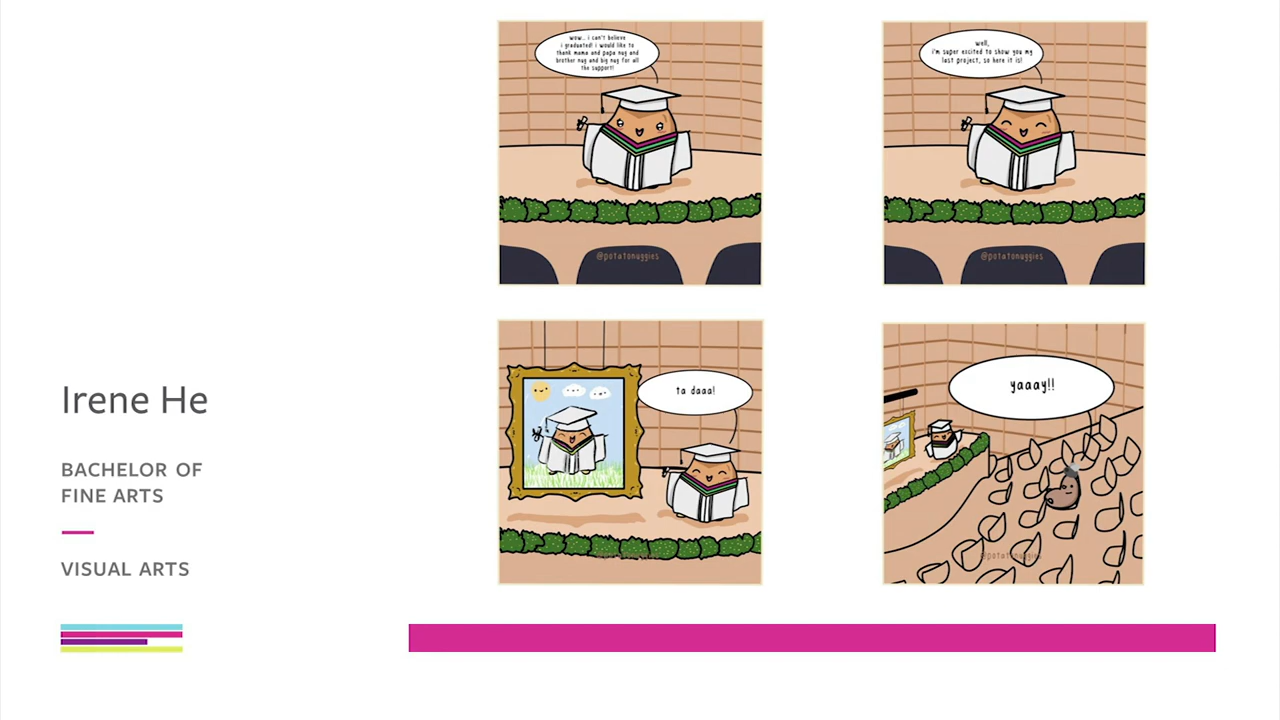 Irene He
BACHELOR OF
FINE ARTS
VISUAL ARTS
wow.. i can't believe
i graduated! i would like to
thank mama and papa nug and
brother nug and big nug for all
the support!
@potatonuggies
well,
i'm super excited to show you my
last project, so here it is!
@potatonuggies
ta daaa!
@potatonuggies
yaaay!!
@potatonuggies